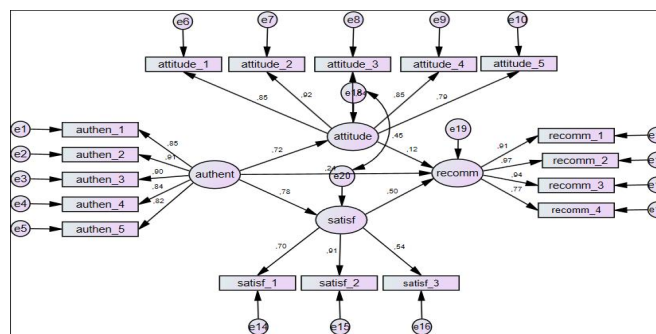 e6
e7
e8
e9
e10
attitude_1
attitude_2
attitude_3
attitude_4
attitude_5
,85
,92
,85
,79
e18
e1
authen_1
e2
authen_2
e3
authen_3
e4
authen_4
e5
authen_5
,85
,91
,90
,84
,82
authent
,72
attitude
,45
,12
e19
,24
e20
recomm
,78
,50
satisf
,91
,97
,94
,77
recomm_1
recomm_2
recomm_3
recomm_4
,70
,91
,54
satisf_1
satisf_2
satisf_3
e14
e15
e16